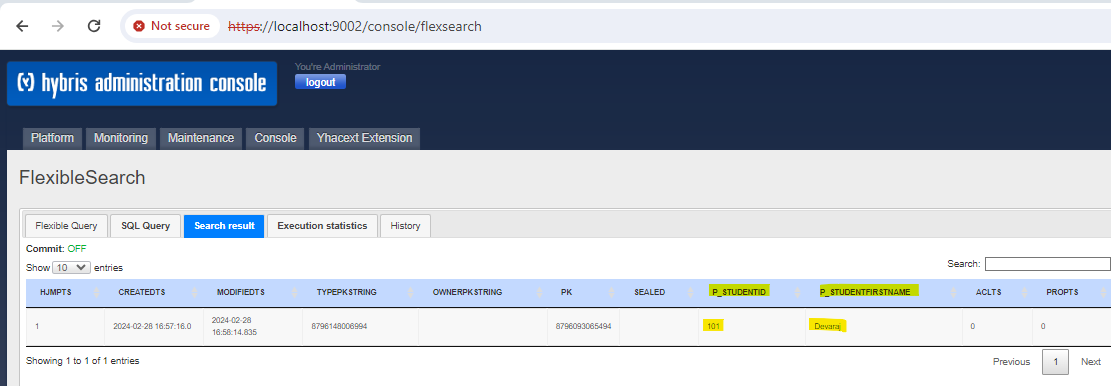 Not secure https://localhost:9002/console/flexsearch
You're Administrator
hybris administration console logout
Platform Monitoring Maintenance Console Yhacext Extension
FlexibleSearch
Flexible Query SQL Query Search result Execution statistics History
Commit: OFF
Show 10 entries Search:
HJMPTS CREATEDTS MODIFIEDTS TYPEPKSTRING OWNERPKSTRING PK SEALED P_STUDENTID P_STUDENTFIRSTNAME ACLTS PROPTS
1 2024-02-28 16:57:16.0 2024-02-28 16:58:14.835 8796148006994 8796093065494 101 Devaraj 0 0
Showing 1 to 1 of 1 entries Previous 1 Next